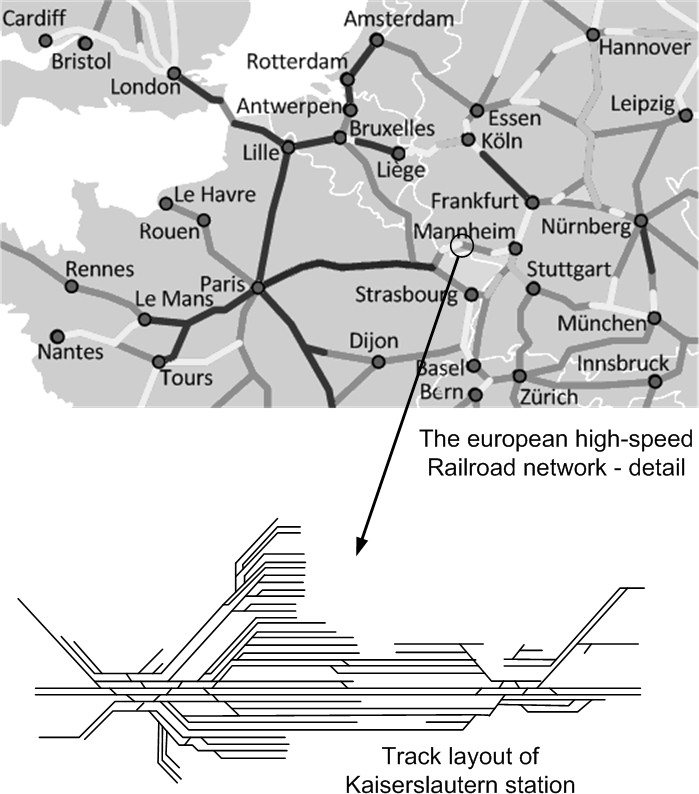 Cardiff
Amsterdam
Bristol
Hannover
London
Rotterdam
Antwerpen
Essen
Leipzig
Bruxelles
Köln
Lille
Liège
Le Havre
Frankfurt
Rouen
Mannheim
Nürnberg
Rennes
Paris
Stuttgart
Le Mans
Strasbourg
München
Nantes
Dijon
Tours
Basel
Innsbruck
Bern
Zürich
The european high-speed
Railroad network - detail
Track layout of
Kaiserslautern station